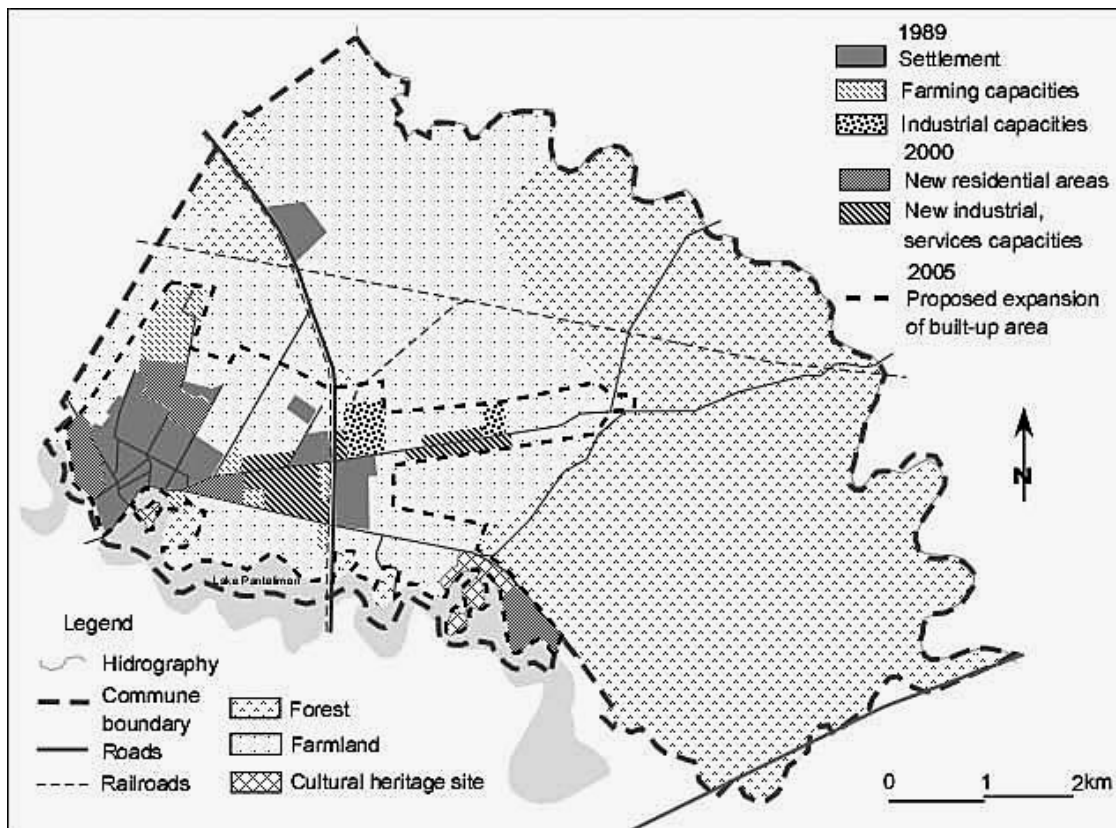 1989
Settlement
Farming capacities
Industrial capacities
2000
New residential areas
New industrial,
services capacities
2005
Proposed expansion
of built-up area
N
Lake Pantelimon
Legend
Hidrography
Commune
boundary
Roads
Railroads
Forest
Farmland
Cultural heritage site
0 1 2km